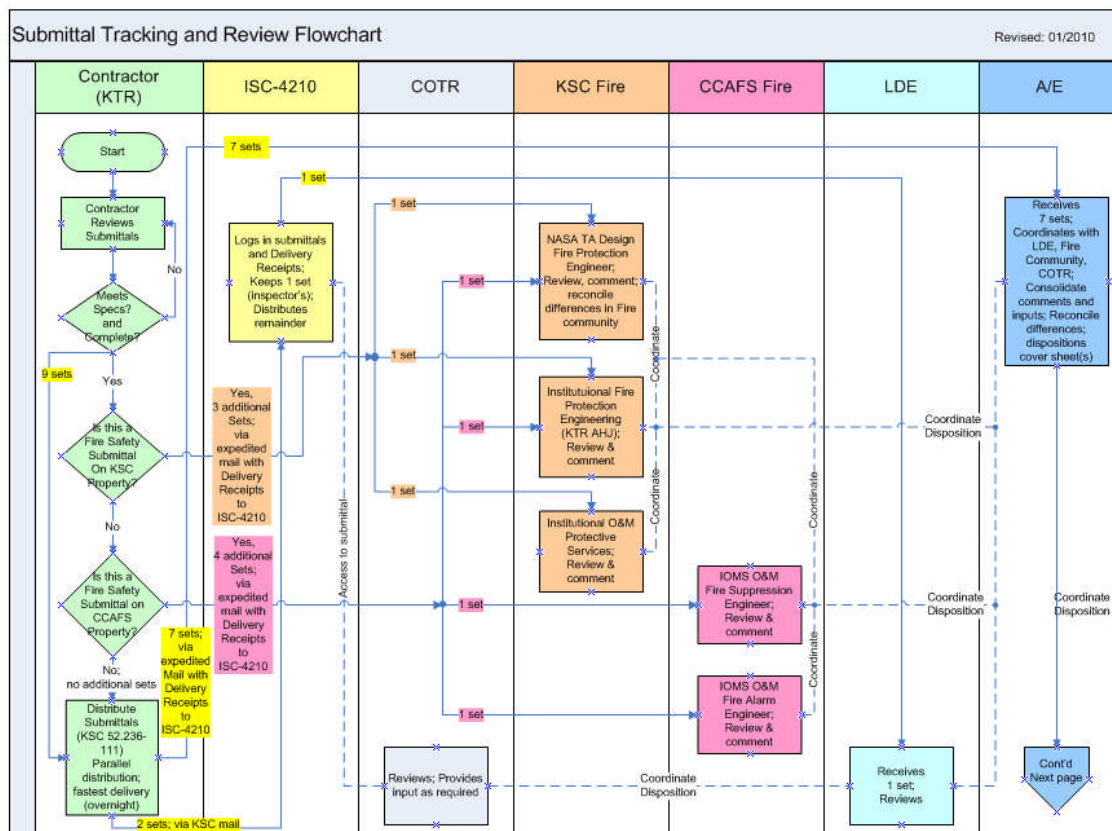 Submittal Tracking and Review Flowchart
Revised: 01/2010
Contractor
(KTR)
ISC-4210
COTR
KSC Fire
CCAFS Fire
LDE
A/E
Start
7 sets
1 set
Contractor
Reviews
Submittals
No
Meets
Specs?
and
Complete?
9 sets
Yes
Is this a
Fire Safety
Submittal
On KSC
Property?
No
Is this a
Fire Safety
Submittal on
CCAFS
Property?
No;
no additional sets
Distribute
Submittals
(KSC 52.236-
111)
Parallel
distribution;
fastest delivery
(overnight)
7 sets;
via
expedited
Mail with
Delivery
Receipts
to
ISC-4210
2 sets; via KSC mail
Logs in submittals
and Delivery
Receipts;
Keeps 1 set
(inspector's);
Distributes
remainder
Yes,
3 additional
Sets;
via
expedited
mail with
Delivery
Receipts
to
ISC-4210
Yes,
4 additional
Sets;
via
expedited
mail with
Delivery
Receipts
to
ISC-4210
Access to submittal
1 set
1 set
1 set
1 set
1 set
1 set
1 set
Reviews; Provides
input as required
NASA TA Design
Fire Protection
Engineer;
Review, comment;
reconcile
differences in Fire
community
Institutuional Fire
Protection
Engineering
(KTR AHJ);
Review &
comment
Institutional O&M
Protective
Services;
Review &
comment
Coordinate
Coordinate
Coordinate
Coordinate
IOMS O&M
Fire Suppression
Engineer;
Review &
comment
IOMS O&M
Fire Alarm
Engineer;
Review &
comment
Coordinate
Disposition
Coordinate
Disposition
Coordinate
Disposition
Receives
1 set;
Reviews
Receives
7 sets;
Coordinates with
LDE, Fire
Community,
COTR;
Consolidate
comments and
inputs; Reconcile
differences;
dispositions
cover sheet(s)
Coordinate
Disposition
Cont'd
Next page